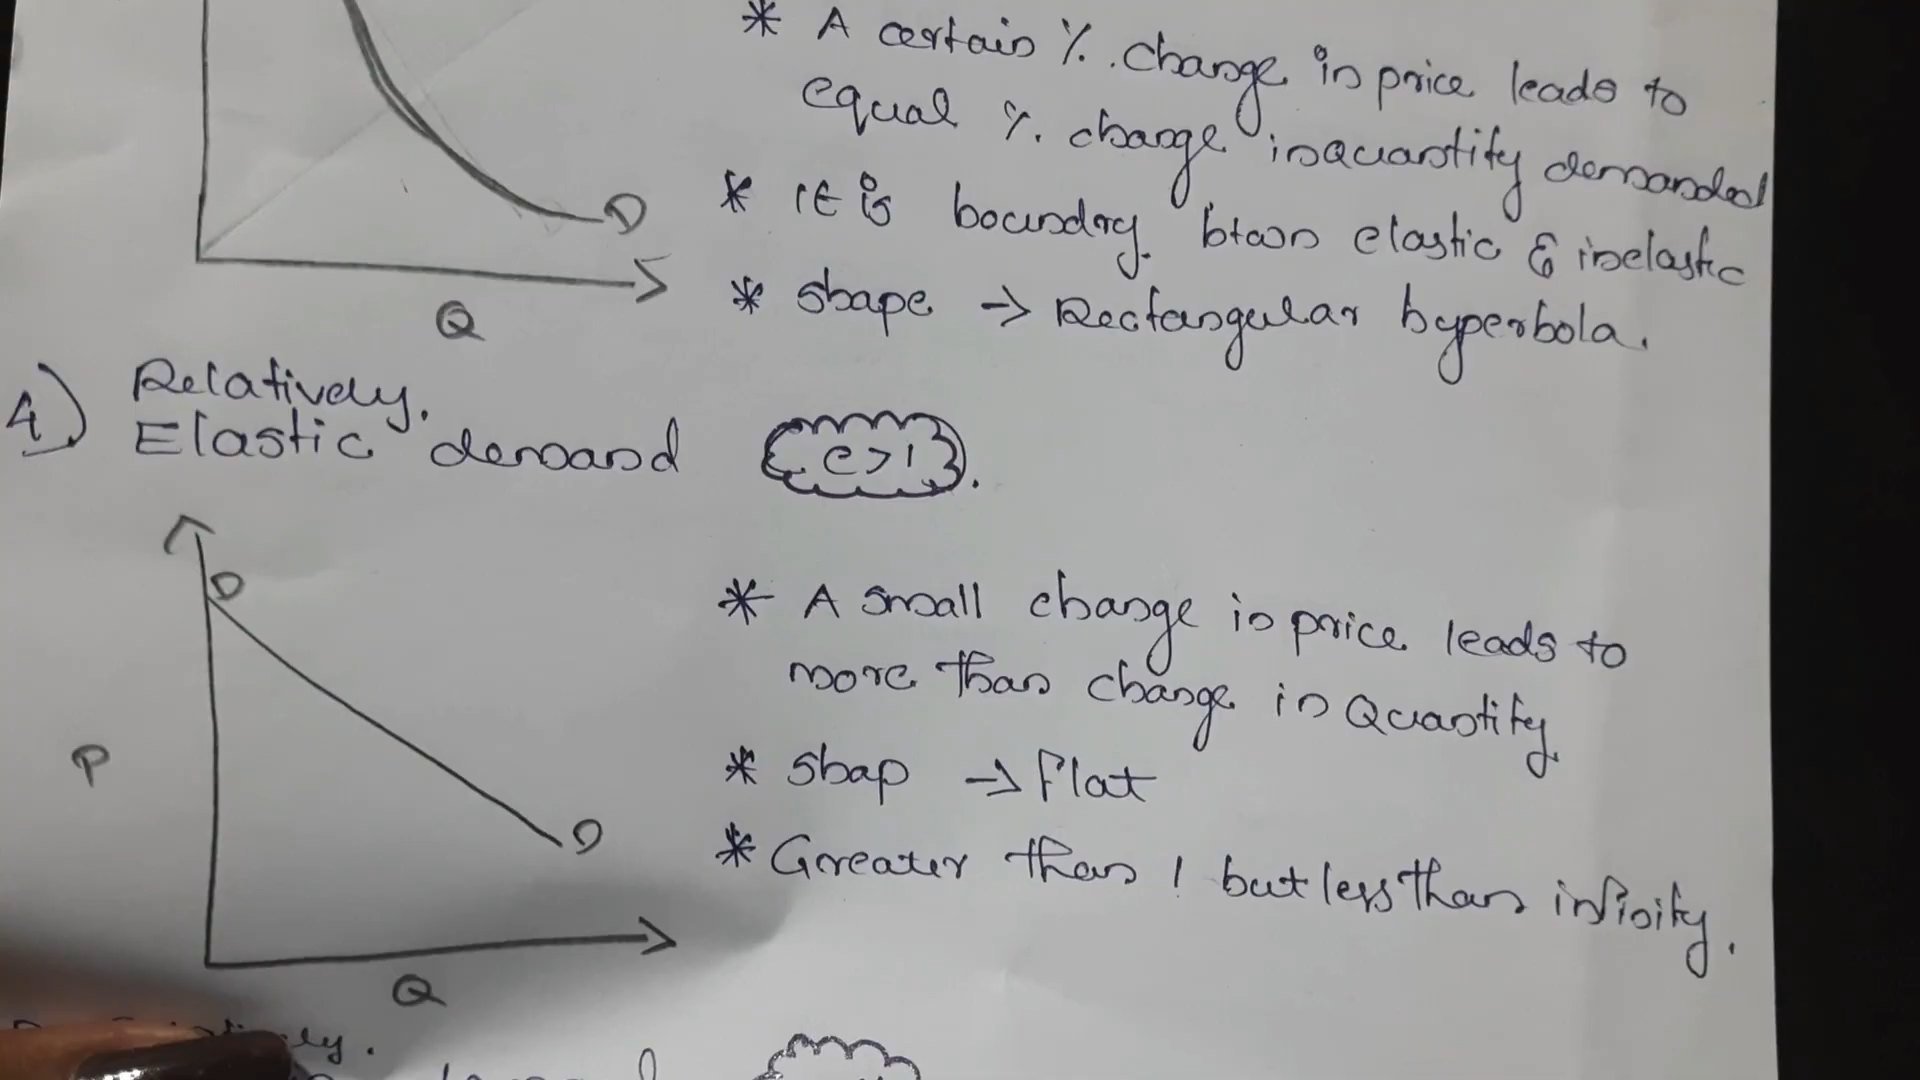 * A certain %. change in price leads to
equal %. change in quantity demanded
* it is boundry. btwn elastic & inelastic
D
* shape → Rectangular hyperbola.
Q
4) Relatively.
Elastic demand e>1.
D
* A small change in price leads to
more than change in Quantity
P
* shap → Flat
D
* Greater than 1 but less than infinity.
Q
ly.